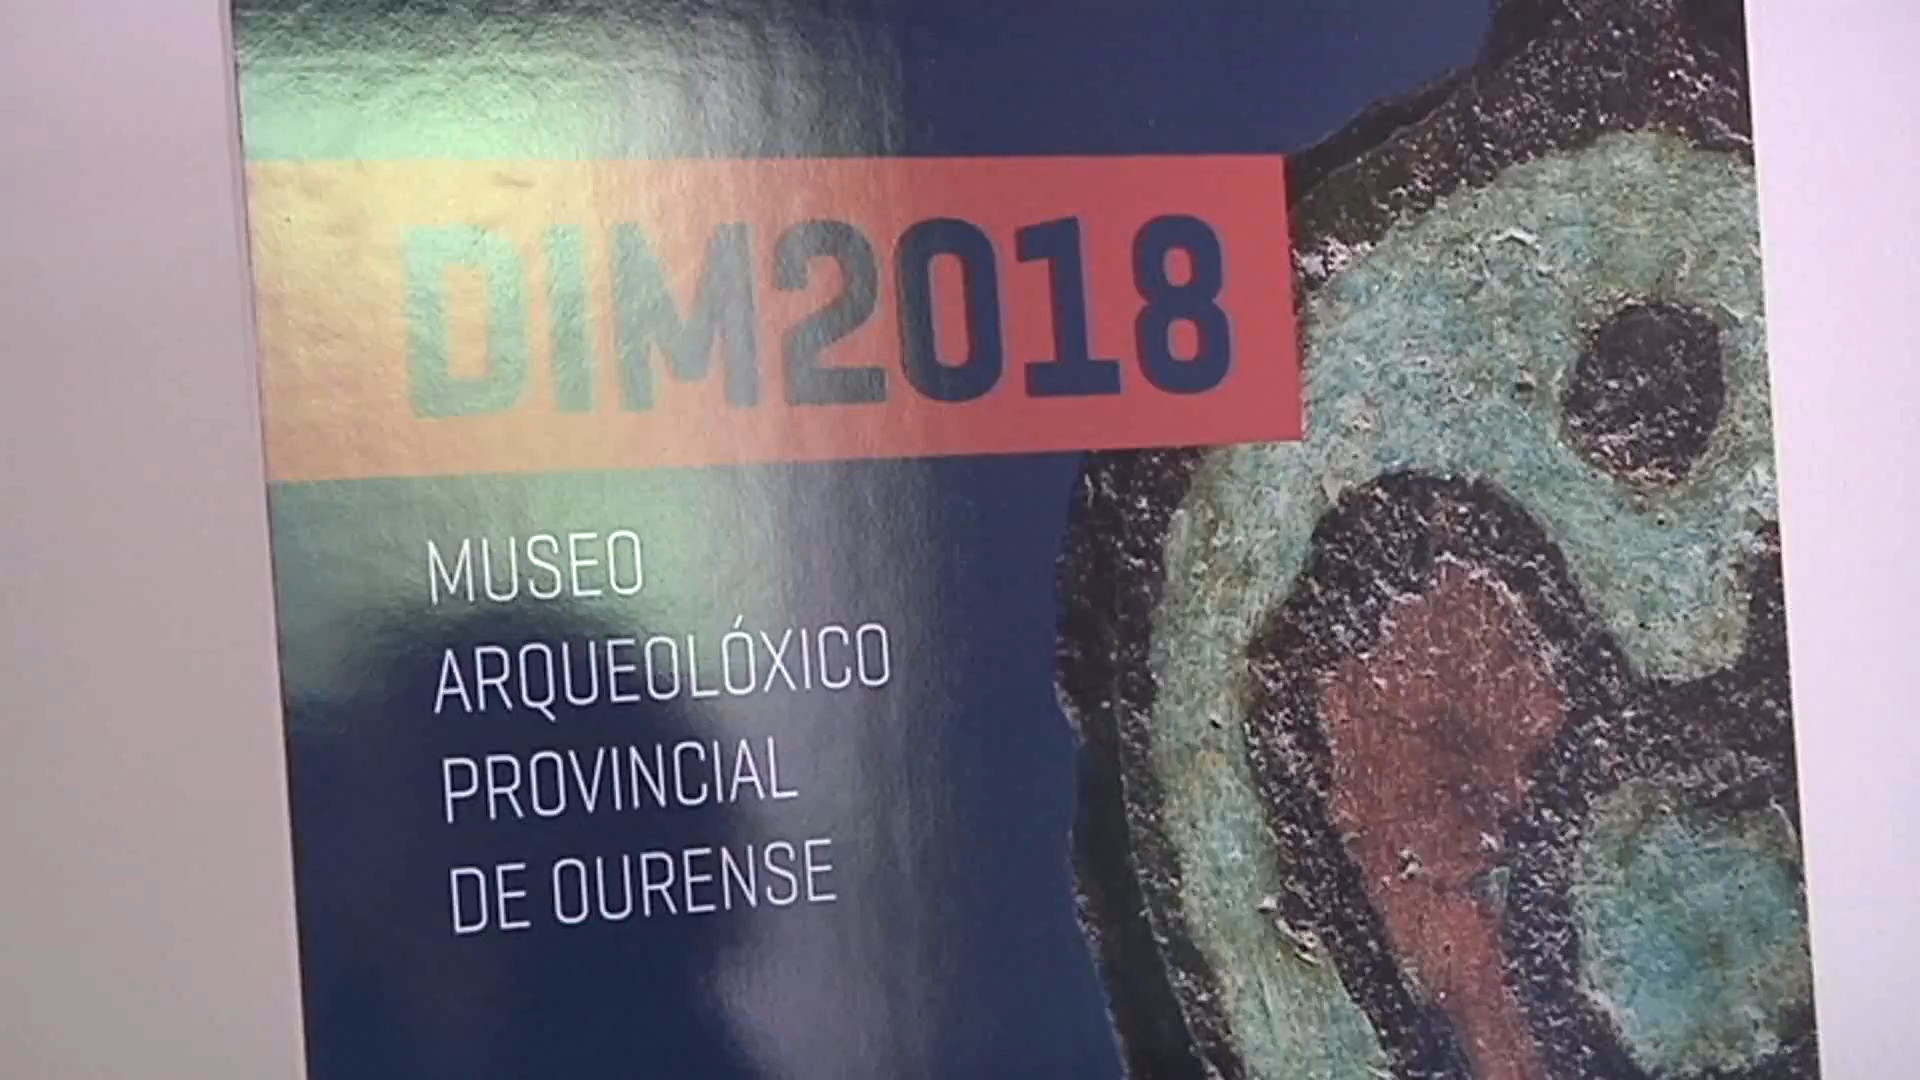 DIM2018
MUSEO
ARQUEOLÓXICO
PROVINCIAL
DE OURENSE